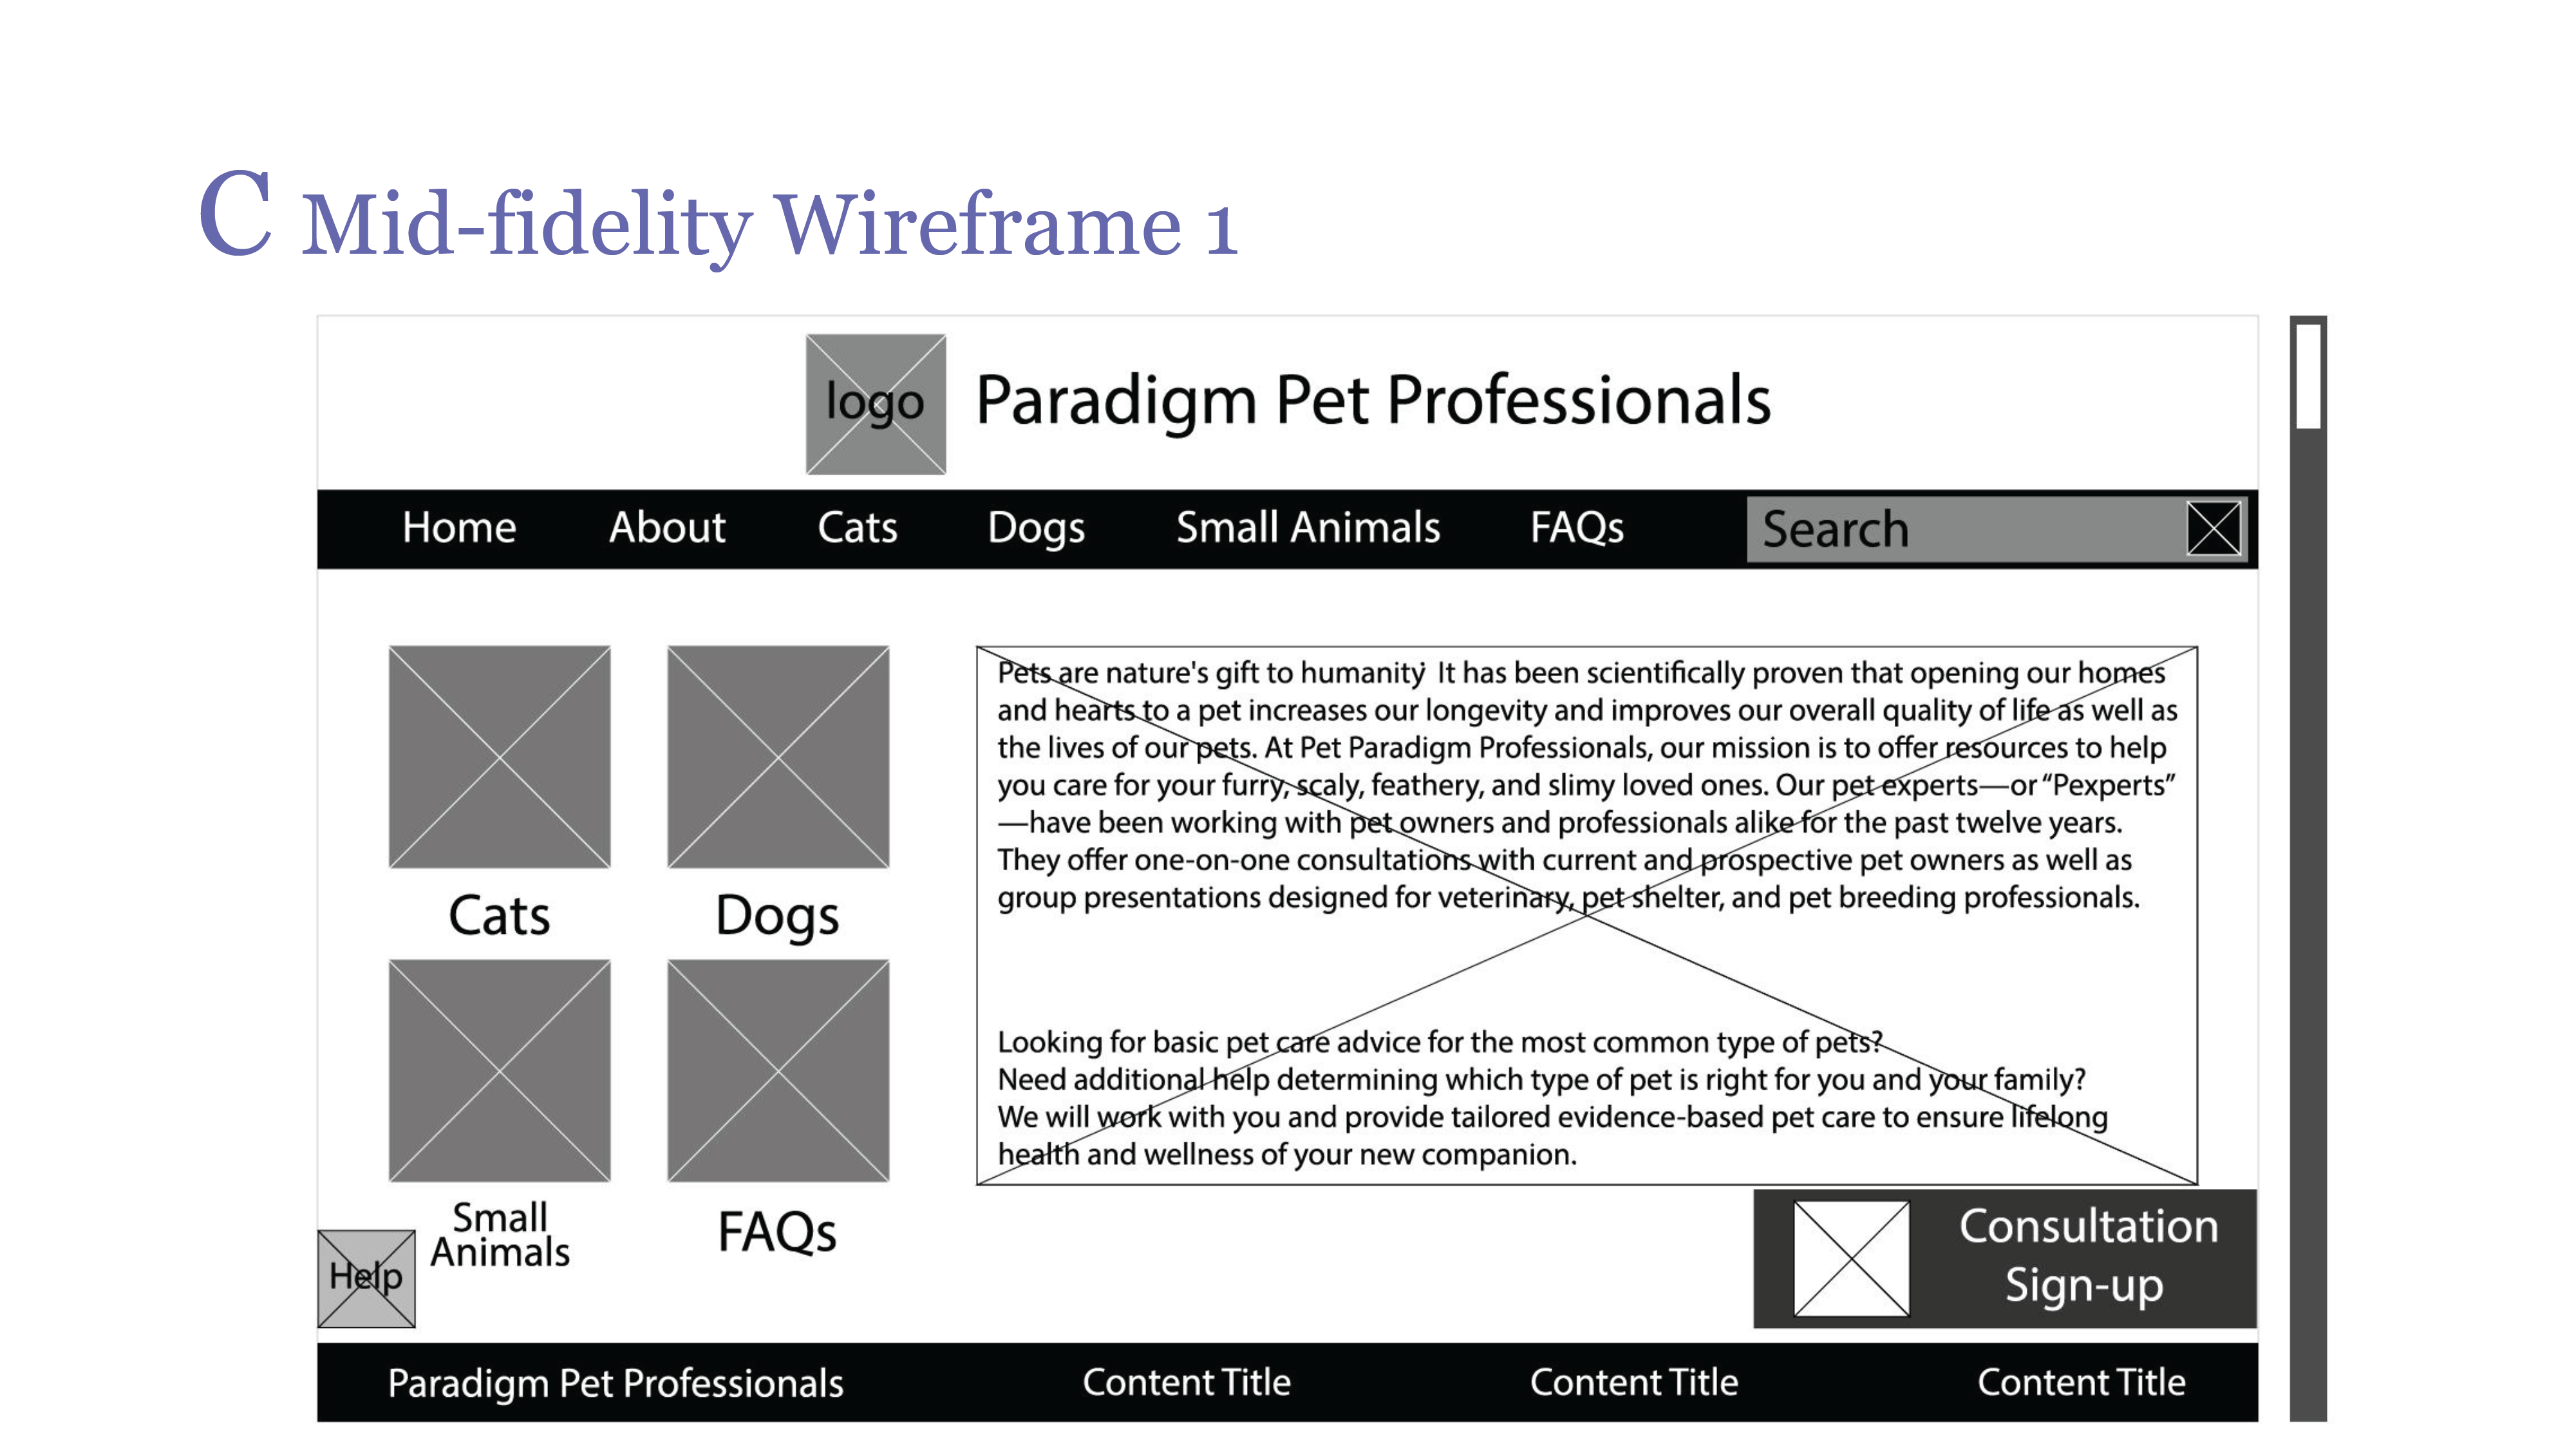 C Mid-fidelity Wireframe 1
logo
Paradigm Pet Professionals
Home About Cats Dogs Small Animals FAQs Search
Cats
Dogs
Small
Animals
FAQs
Help
Pets are nature's gift to humanity. It has been scientifically proven that opening our homes
and hearts to a pet increases our longevity and improves our overall quality of life as well as
the lives of our pets. At Pet Paradigm Professionals, our mission is to offer resources to help
you care for your furry, scaly, feathery, and slimy loved ones. Our pet experts—or “Pexperts”
—have been working with pet owners and professionals alike for the past twelve years.
They offer one-on-one consultations with current and prospective pet owners as well as
group presentations designed for veterinary, pet shelter, and pet breeding professionals.
Looking for basic pet care advice for the most common type of pets?
Need additional help determining which type of pet is right for you and your family?
We will work with you and provide tailored evidence-based pet care to ensure lifelong
health and wellness of your new companion.
Consultation
Sign-up
Paradigm Pet Professionals Content Title Content Title Content Title